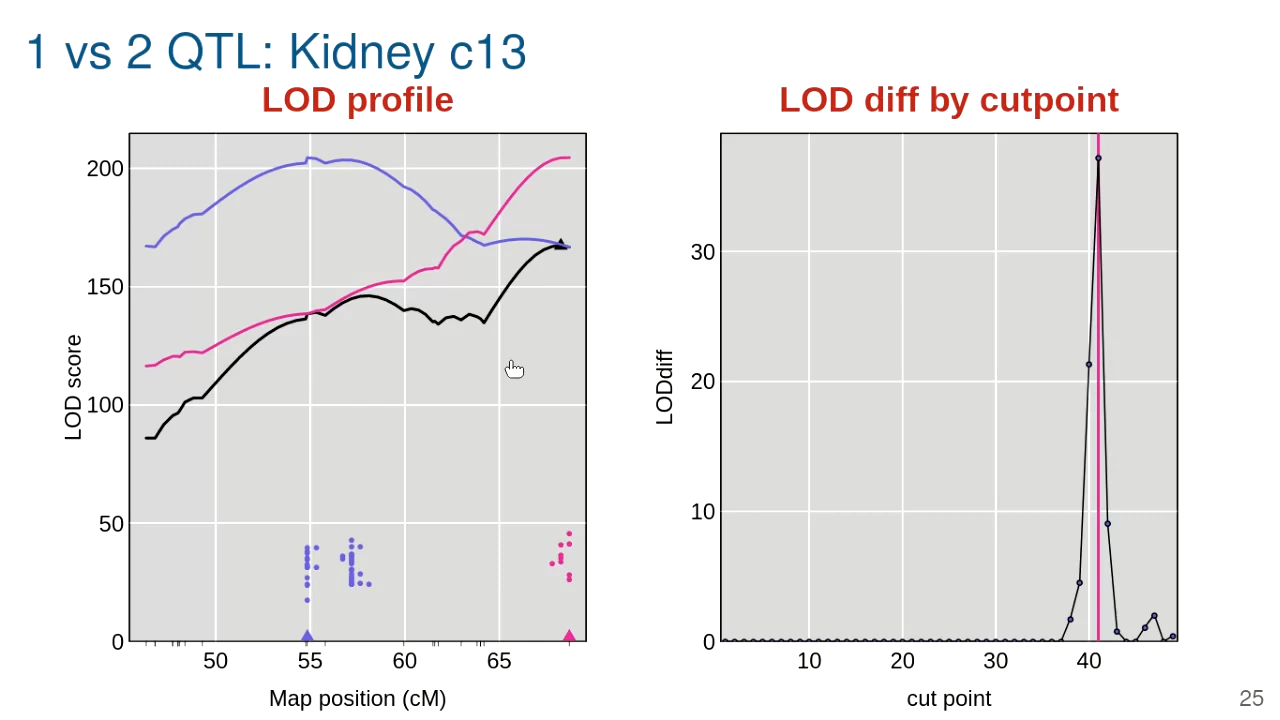 1 vs 2 QTL: Kidney c13
LOD profile
LOD score
200
150
100
50
0
50 55 60 65
Map position (cM)
LOD diff by cutpoint
LODdiff
30
20
10
0
10 20 30 40
cut point
25